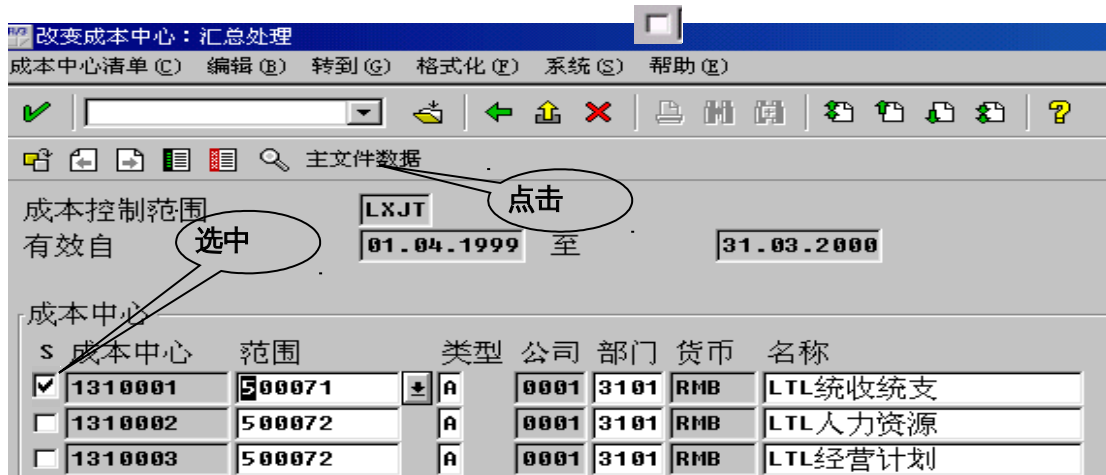 改变成本中心:汇总处理
成本中心清单(C) 编辑(E) 转到(G) 格式化(F) 系统(S) 帮助(H)
主文件数据
点击
成本控制范围 LXJT
选中
有效自 01.04.1999 至 31.03.2000
成本中心
S 成本中心 范围 类型 公司 部门 货币 名称
1310001 500071 A 0001 3101 RMB LTL统收统支
1310002 500072 A 0001 3101 RMB LTL人力资源
1310003 500072 A 0001 3101 RMB LTL经营计划